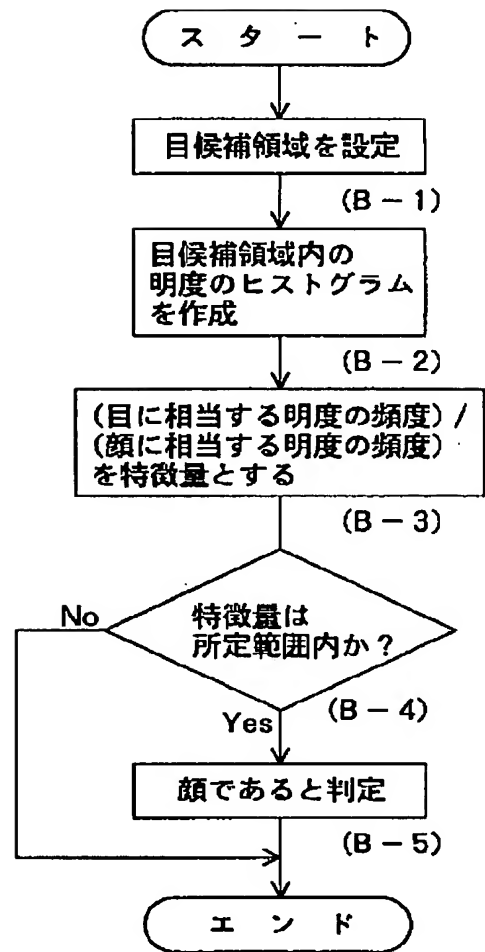 スタート
目候補領域を設定
(B－1)
目候補領域内の
明度のヒストグラム
を作成
(B－2)
(目に相当する明度の頻度)/
(顔に相当する明度の頻度)
を特徴量とする
(B－3)
No
特徴量は
所定範囲内か?
Yes
(B－4)
顔であると判定
(B－5)
エンド